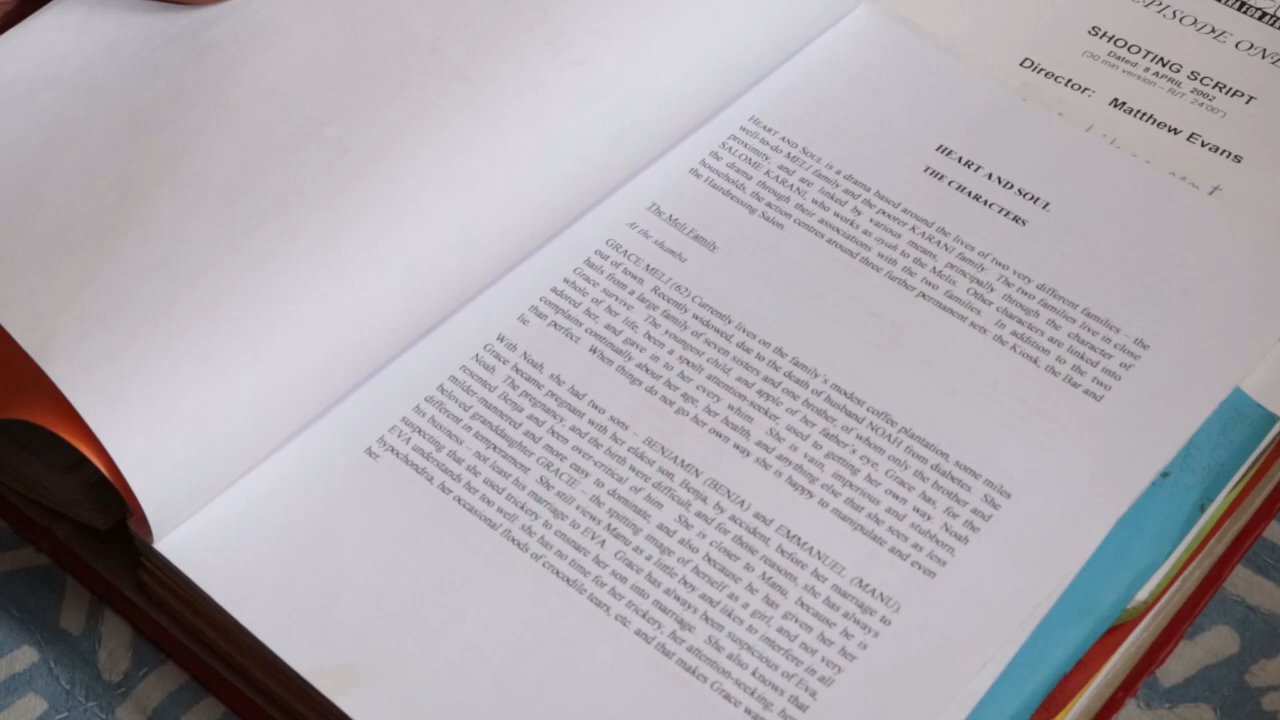 EPISODE ONE
SHOOTING SCRIPT
Dated: 8 APRIL 2002
(30 min version – R/T: 24'00")
Director: Matthew Evans
HEART AND SOUL
THE CHARACTERS
HEART AND SOUL is a drama based around the lives of two very different families – the
well-to-do MELI family and the poorer KARANI family. The two families live in close
proximity, and are linked by various means, principally through the character of
SALOME KARANI, who works as ayah to the Melis. Other characters are linked into
the drama through their associations with the two families. In addition to the two
households, the action centres around three further permanent sets: the Kiosk, the Bar and
the Hairdressing Salon.
The Meli Family
At the shamba
GRACE MELI (62) Currently lives on the family's modest coffee plantation, some miles
out of town. Recently widowed, due to the death of husband NOAH from diabetes. She
hails from a large family of seven sisters and one brother, of whom only the brother and
Grace survive. The youngest child, and apple of her father's eye, Grace has, for the
whole of her life, been a spoilt attention-seeker, used to getting her own way. Noah
adored her, and gave in to her every whim. She is vain, imperious and stubborn,
complains continually about her age, her health, and anything else that she sees as less
than perfect. When things do not go her own way she is happy to manipulate and even
lie.
With Noah, she had two sons – BENJAMIN (BENJA) and EMMANUEL (MANU).
Grace became pregnant with her eldest son, Benja, by accident, before her marriage to
Noah. The pregnancy, and the birth were difficult, and for those reasons, she has always
resented Benja and been over-critical of him. She is closer to Manu, because he is
milder-mannered and more easy to dominate, and also because he has given her her
beloved granddaughter GRACIE – the spitting image of herself as a girl, and not very
different in temperament. She still views Manu as a little boy and likes to interfere in all
his business – not least his marriage to EVA. Grace has always been suspicious of Eva,
suspecting that she used trickery to ensnare her son into marriage. She also knows that
EVA understands her too well: she has no time for her trickery, her attention-seeking, her
hypochondria, her occasional floods of crocodile tears, etc and that makes Grace
her.